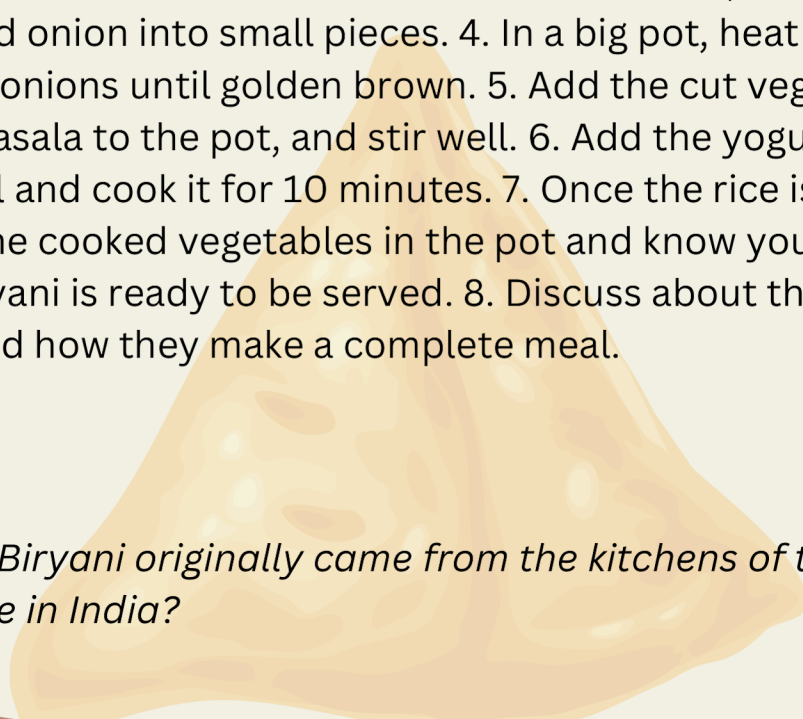 d onion into small pieces. 4. In a big pot, heat
onions until golden brown. 5. Add the cut veg
asala to the pot, and stir well. 6. Add the yogu
l and cook it for 10 minutes. 7. Once the rice is
he cooked vegetables in the pot and know you
yani is ready to be served. 8. Discuss about th
d how they make a complete meal.
Biryani originally came from the kitchens of t
e in India?